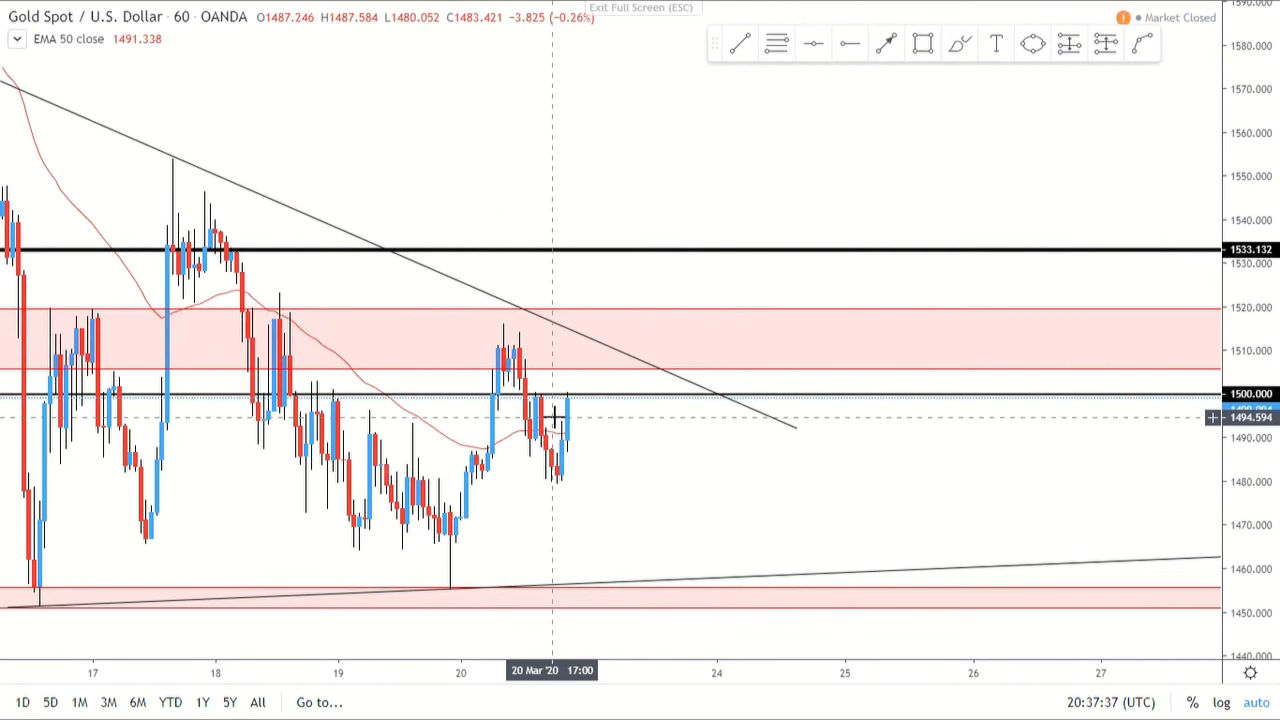 Exit Full Screen (ESC)
Gold Spot / U.S. Dollar · 60 · OANDA O1487.246 H1487.584 L1480.052 C1483.421 −3.825 (−0.26%)
Market Closed
EMA 50 close 1491.338
T
1590.000
1580.000
1570.000
1560.000
1550.000
1540.000
1533.132
1530.000
1520.000
1510.000
1500.000
1494.594
1490.000
1480.000
1470.000
1460.000
1450.000
1440.000
17 18 19 20 20 Mar '20 17:00 24 25 26 27
1D 5D 1M 3M 6M YTD 1Y 5Y All Go to... 20:37:37 (UTC) % log auto